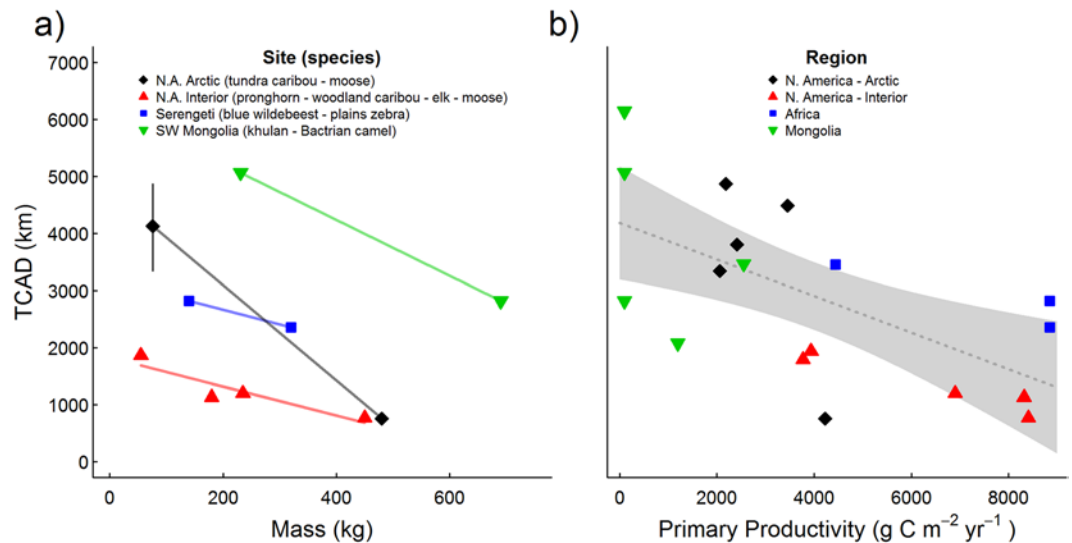 a)
Site (species)
N.A. Arctic (tundra caribou - moose)
N.A. Interior (pronghorn - woodland caribou - elk - moose)
Serengeti (blue wildebeest - plains zebra)
SW Mongolia (khulan - Bactrian camel)
TCAD (km)
7000
6000
5000
4000
3000
2000
1000
0
0 200 400 600
Mass (kg)
b)
Region
N. America - Arctic
N. America - Interior
Africa
Mongolia
0 2000 4000 6000 8000
Primary Productivity (g C m⁻² yr⁻¹ )